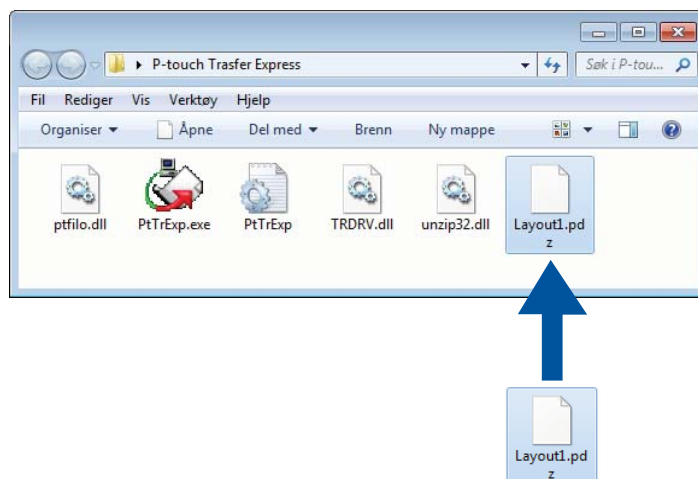 P-touch Trasfer Express
Søk i P-tou...
Fil Rediger Vis Verktøy Hjelp
Organiser Åpne Del med Brenn Ny mappe
ptfilo.dll PtTrExp.exe PtTrExp TRDRV.dll unzip32.dll Layout1.pd
z
Layout1.pd
z